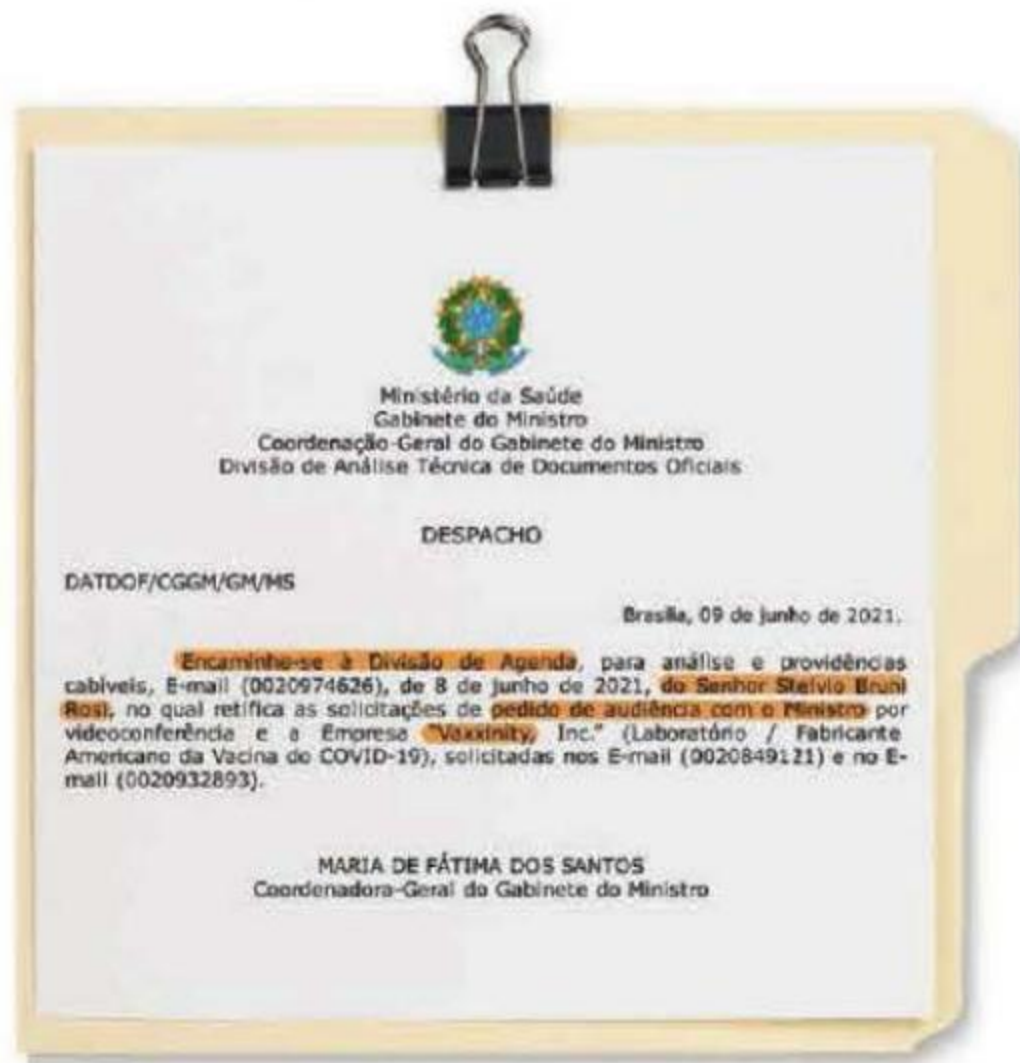 Ministério da Saúde
Gabinete do Ministro
Coordenação-Geral do Gabinete do Ministro
Divisão de Análise Técnica de Documentos Oficiais
DESPACHO
DATDOF/CGGM/GM/MS
Brasília, 09 de junho de 2021.
Encaminhe-se à Divisão de Agenda, para análise e providências
cabíveis, E-mail (0020974626), de 8 de junho de 2021, do Senhor Stelvio Bruni
Rosi, no qual retifica as solicitações de pedido de audiência com o Ministro por
videoconferência e a Empresa "Vaxxinity, Inc." (Laboratório / Fabricante
Americano da Vacina do COVID-19), solicitadas nos E-mail (0020849121) e no E-
mail (0020932893).
MARIA DE FÁTIMA DOS SANTOS
Coordenadora-Geral do Gabinete do Ministro